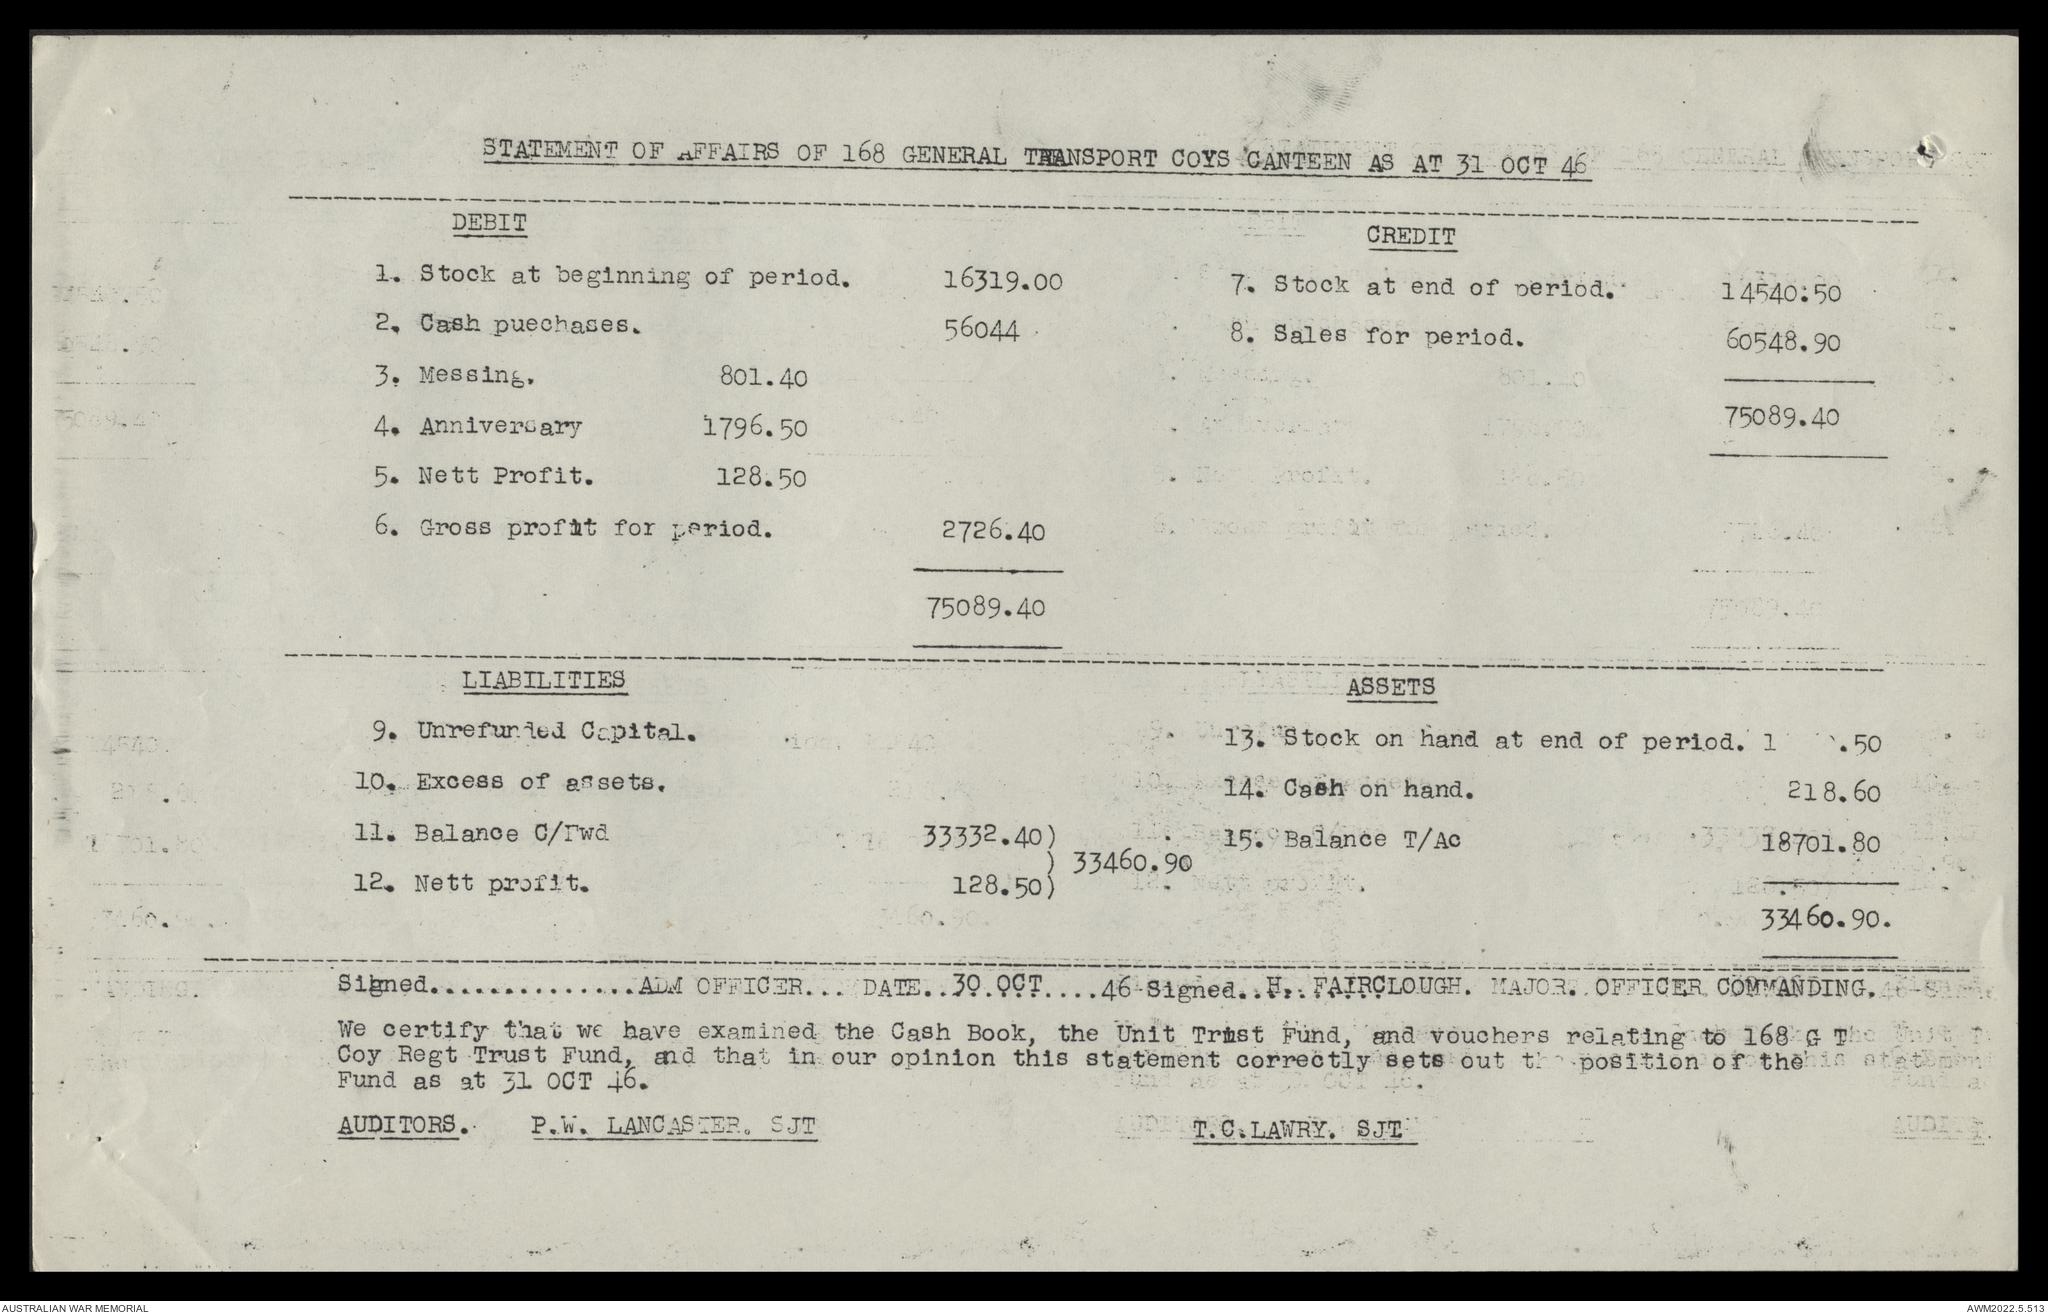 STATEMENT OF AFFAIRS OF 168 GENERAL TRANSPORT COYS CANTEEN AS AT 31 OCT 46
DEBIT
1. Stock at beginning of period. 16319.00
2. Cash puechases. 56044
3. Messing. 801.40
4. Anniversary 1796.50
5. Nett Profit. 128.50
6. Gross profit for period. 2726.40
75089.40
CREDIT
7. Stock at end of period. 14540.50
8. Sales for period. 60548.90
75089.40
LIABILITIES
9. Unrefunded Capital.
10. Excess of assets.
11. Balance C/Fwd 33332.40)
) 33460.90
12. Nett profit. 128.50)
ASSETS
13. Stock on hand at end of period. .50
14. Cash on hand. 218.60
15. Balance T/Ac 18701.80
33460.90.
Signed..............ADM OFFICER... DATE..30 OCT....46 Signed..H. FAIRCLOUGH. MAJOR. OFFICER COMMANDING.
We certify that we have examined the Cash Book, the Unit Trust Fund, and vouchers relating to 168 G T
Coy Regt Trust Fund, and that in our opinion this statement correctly sets out the position of the
Fund as at 31 OCT 46.
AUDITORS. P.W. LANCASTER. SJT T.C.LAWRY. SJT
AUSTRALIAN WAR MEMORIAL AWM2022.5.513